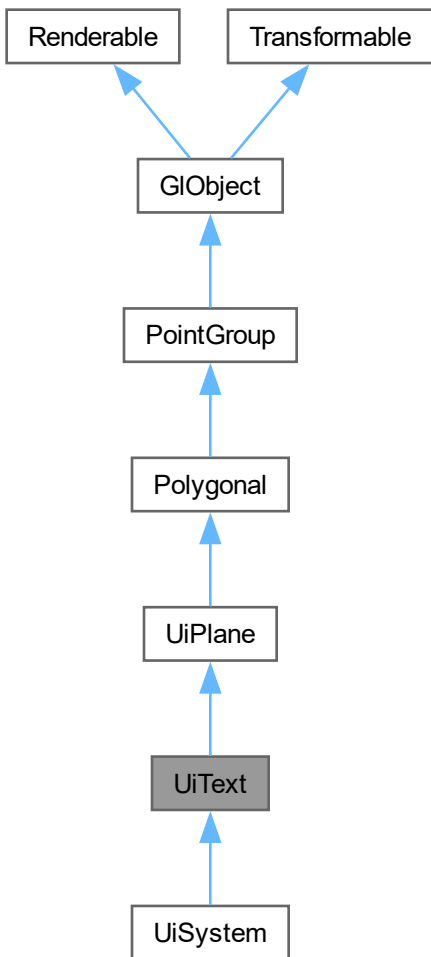 Renderable
Transformable
GlObject
PointGroup
Polygonal
UiPlane
UiText
UiSystem